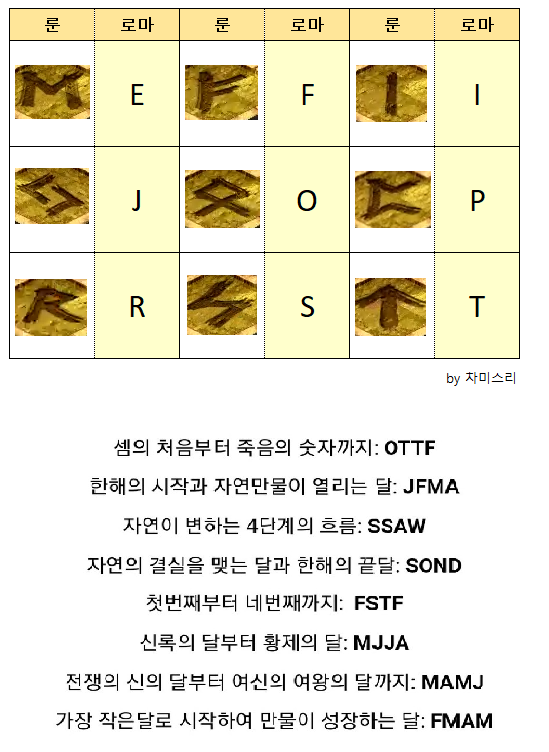 룬 로마 룬 로마 룬 로마
E F I
J O P
R S T
by 차미스리
셈의 처음부터 죽음의 숫자까지: OTTF
한해의 시작과 자연만물이 열리는 달: JFMA
자연이 변하는 4단계의 흐름: SSAW
자연의 결실을 맺는 달과 한해의 끝달: SOND
첫번째부터 네번째까지: FSTF
신록의 달부터 황제의 달: MJJA
전쟁의 신의 달부터 여신의 여왕의 달까지: MAMJ
가장 작은달로 시작하여 만물이 성장하는 달: FMAM